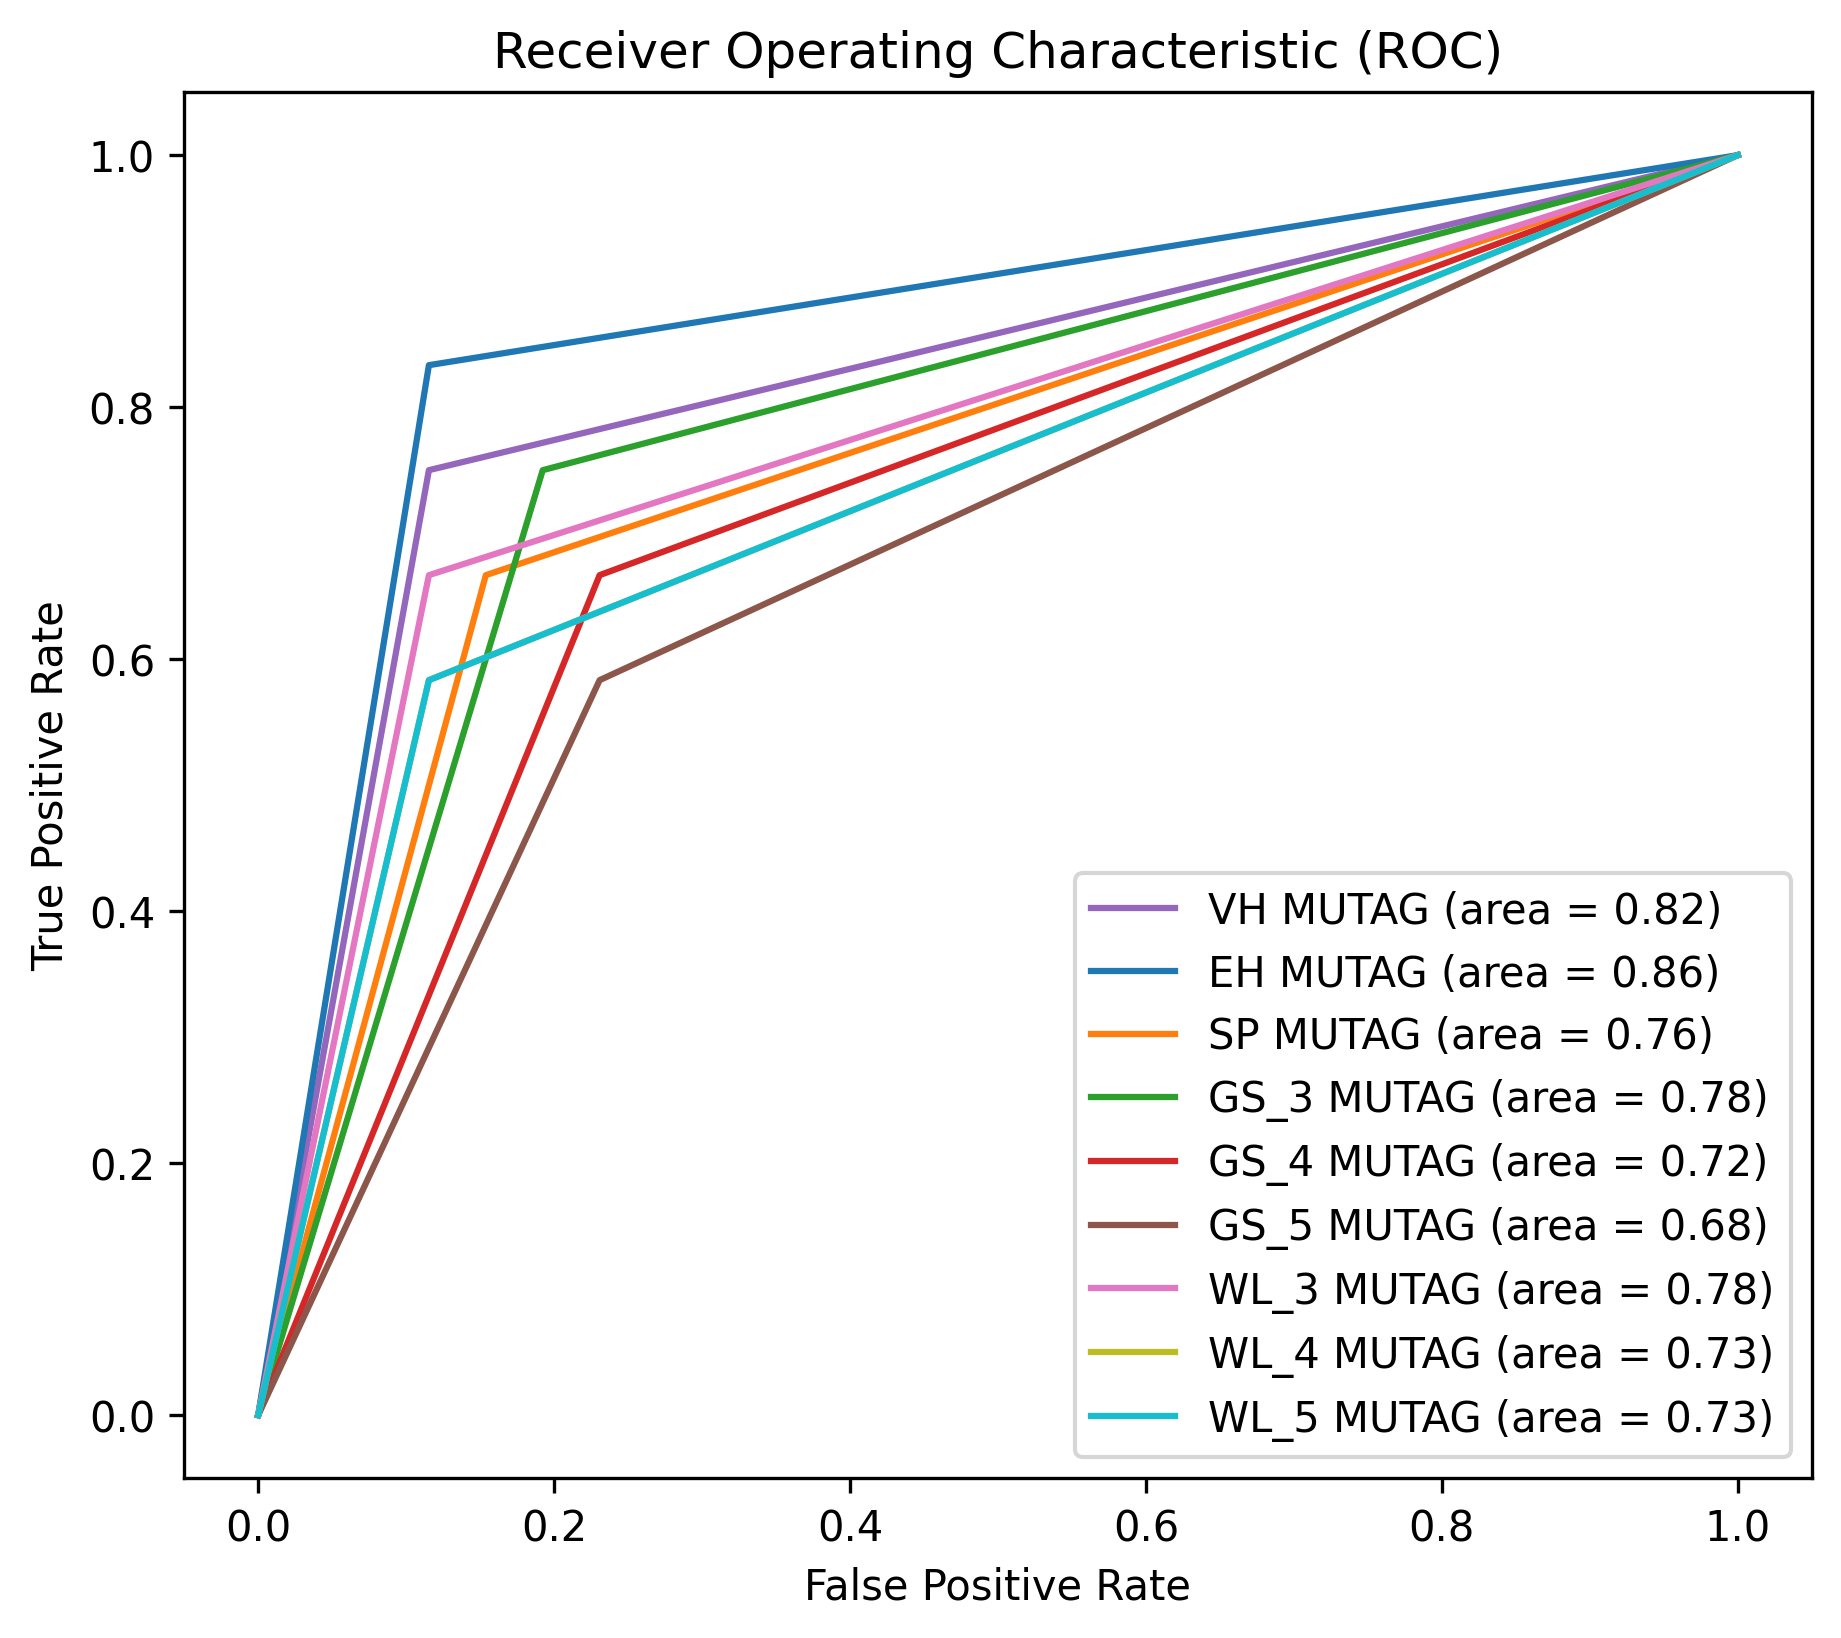 Receiver Operating Characteristic (ROC)
1.0
0.8
0.6
0.4
0.2
0.0
True Positive Rate
VH MUTAG (area = 0.82)
EH MUTAG (area = 0.86)
SP MUTAG (area = 0.76)
GS_3 MUTAG (area = 0.78)
GS_4 MUTAG (area = 0.72)
GS_5 MUTAG (area = 0.68)
WL_3 MUTAG (area = 0.78)
WL_4 MUTAG (area = 0.73)
WL_5 MUTAG (area = 0.73)
0.0 0.2 0.4 0.6 0.8 1.0
False Positive Rate